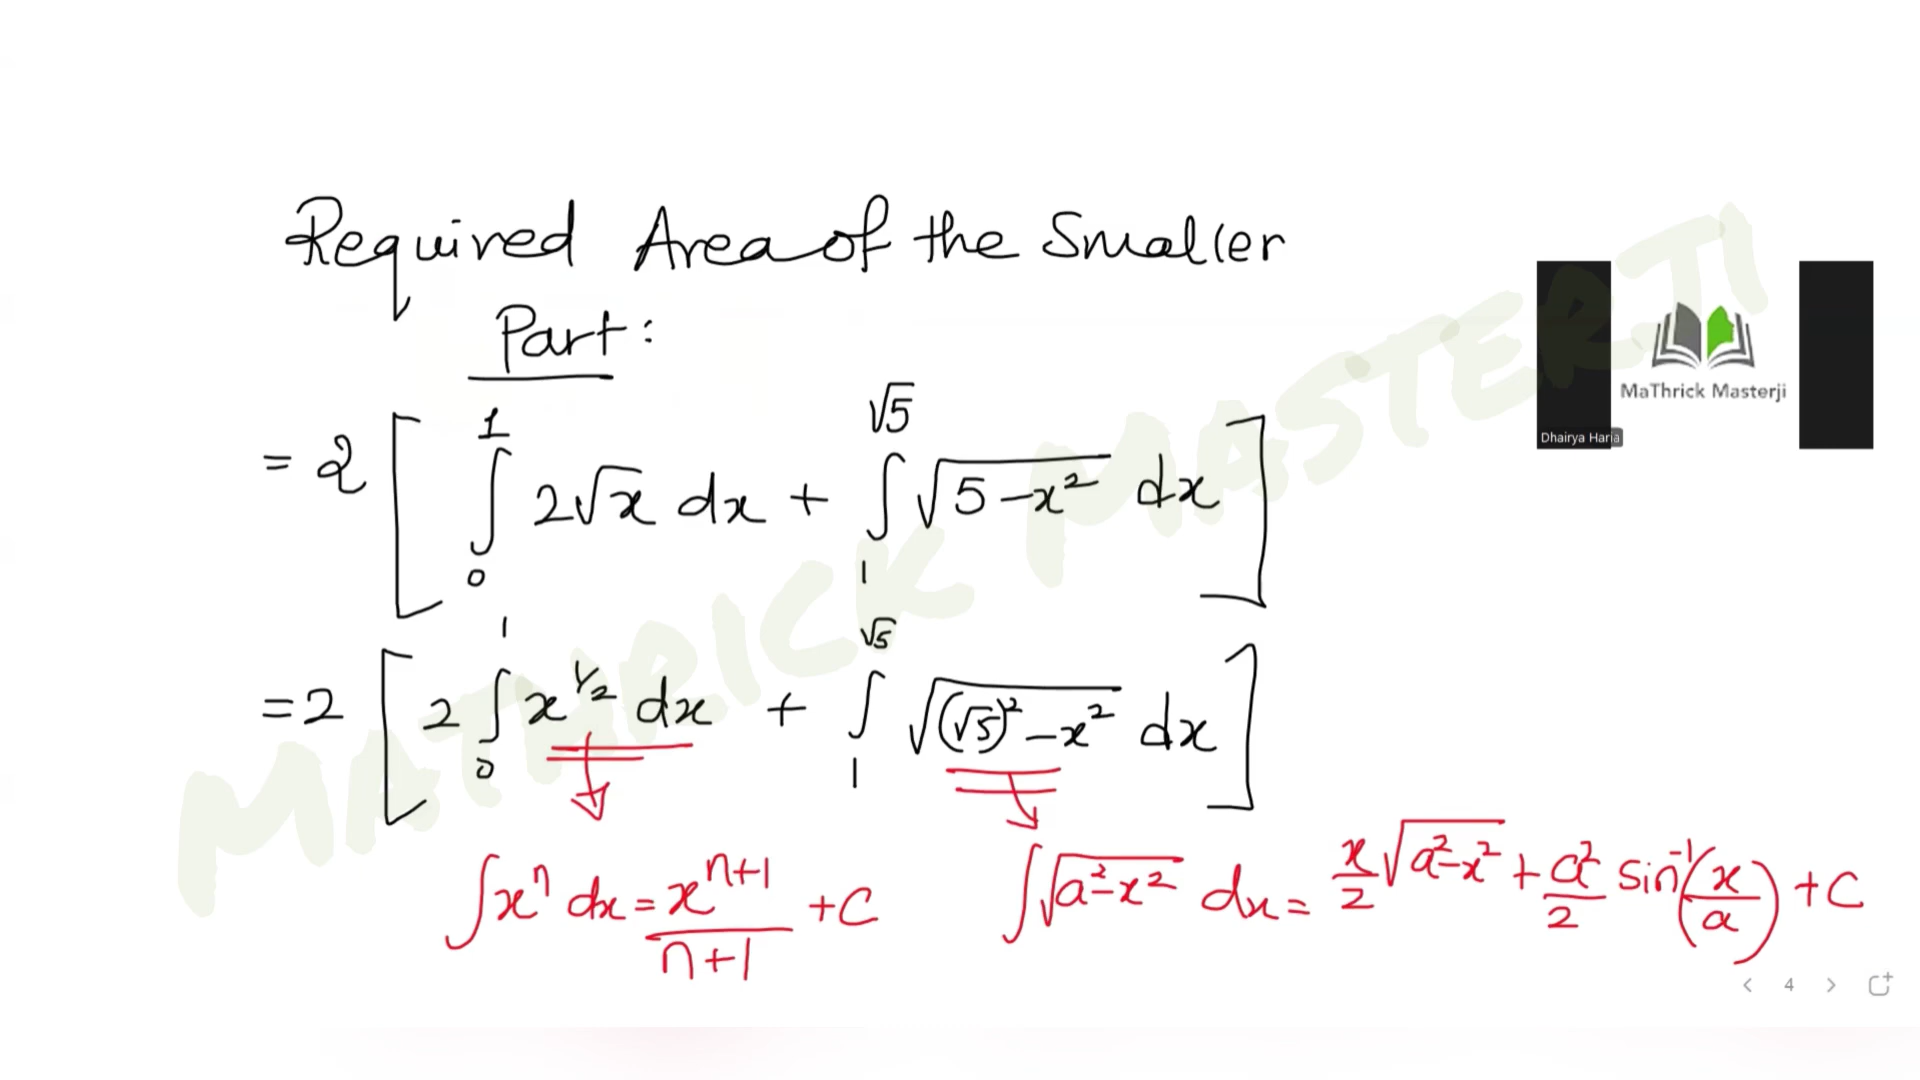 Required Area of the Smaller
Part:
= 2 [ ∫₀¹ 2√x dx + ∫₁^√5 √(5-x²) dx ]
= 2 [ 2 ∫₀¹ x^1/2 dx + ∫₁^√5 √((√5)²-x²) dx ]
∫xⁿ dx = x^(n+1)/(n+1) + C
∫√(a²-x²) dx = x/2 √(a²-x²) + a²/2 sin⁻¹(x/a) + C
MaThrick Masterji
Dhairya Haria
MATHRICK MASTERJI
4